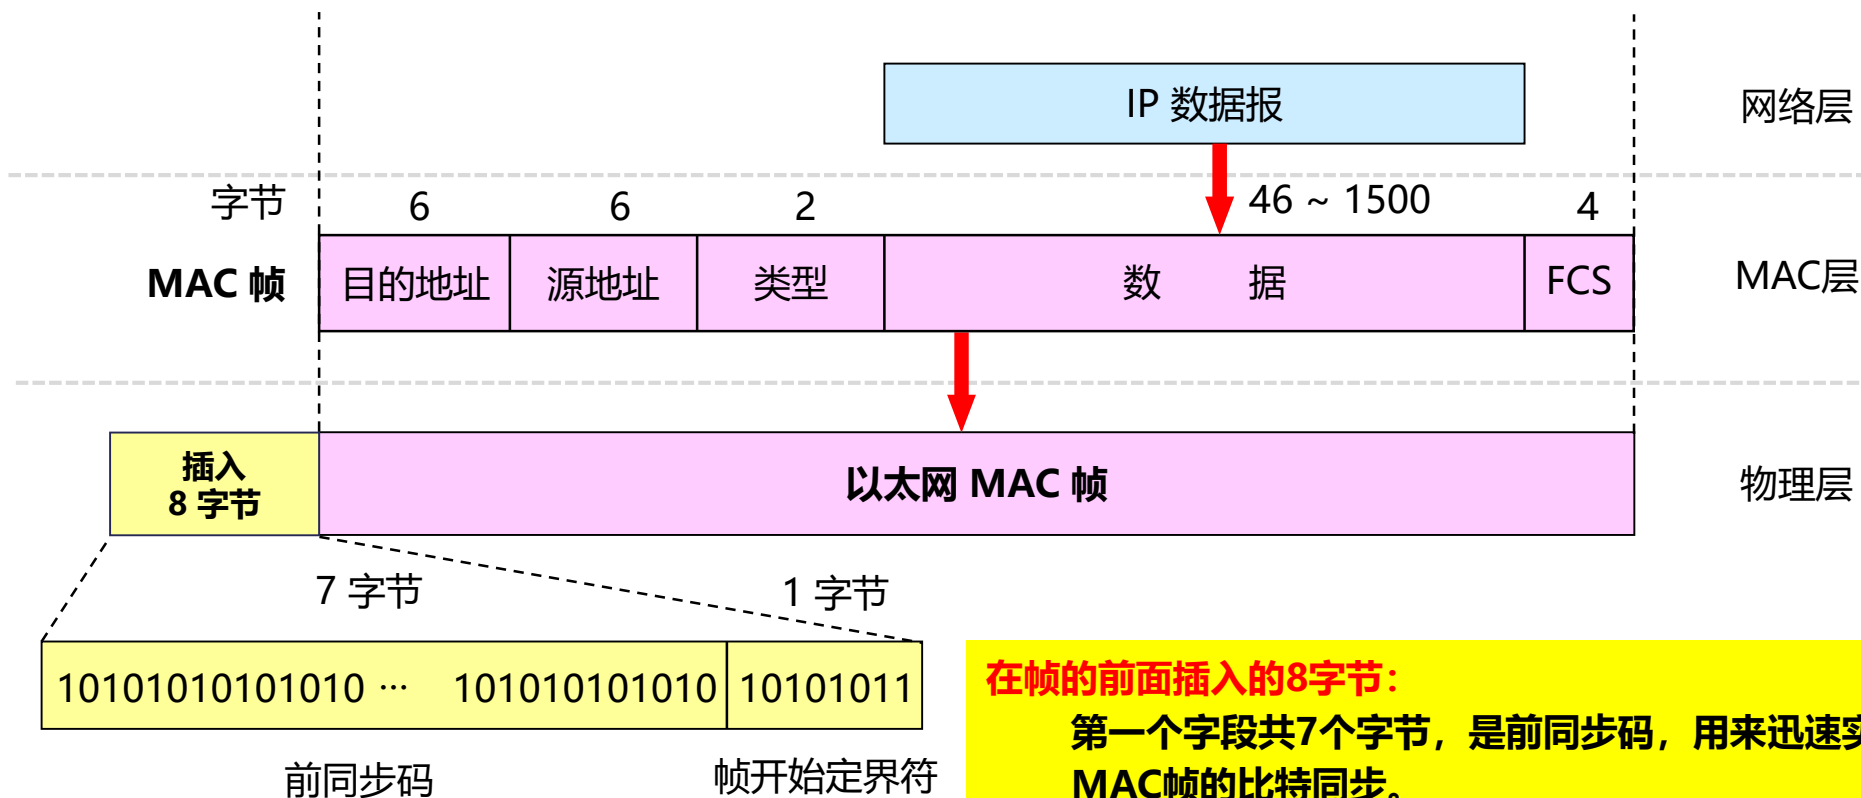 IP 数据报
网络层
字节
6
6
2
46 ~ 1500
4
MAC 帧
目的地址
源地址
类型
数 据
FCS
MAC层
插入
8 字节
以太网 MAC 帧
物理层
7 字节
1 字节
10101010101010 ··· 101010101010
10101011
前同步码
帧开始定界符
在帧的前面插入的8字节：
第一个字段共7个字节，是前同步码，用来迅速实
MAC帧的比特同步。